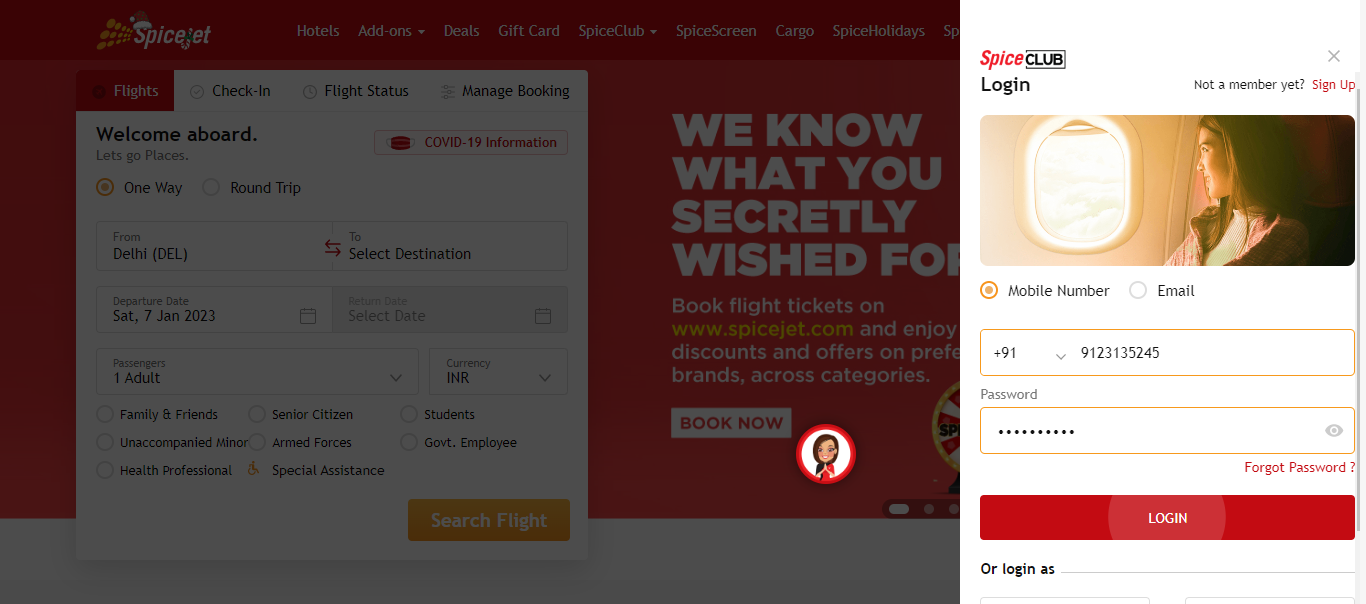 spicejet
Hotels Add-ons Deals Gift Card SpiceClub SpiceScreen Cargo SpiceHolidays Sp
Flights Check-In Flight Status Manage Booking
Welcome aboard.
Lets go Places.
COVID-19 Information
One Way Round Trip
From
Delhi (DEL)
To
Select Destination
Departure Date
Sat, 7 Jan 2023
Return Date
Select Date
Passengers
1 Adult
Currency
INR
Family & Friends Senior Citizen Students
Unaccompanied Minor Armed Forces Govt. Employee
Health Professional Special Assistance
Search Flight
WE KNOW
WHAT YOU
SECRETLY
WISHED FOR
Book flight tickets on
www.spicejet.com and enjoy
discounts and offers on prefe
brands, across categories.
BOOK NOW
SPI
SpiceCLUB
Login
Not a member yet? Sign Up
Mobile Number Email
+91 9123135245
Password
••••••••••
Forgot Password ?
LOGIN
Or login as